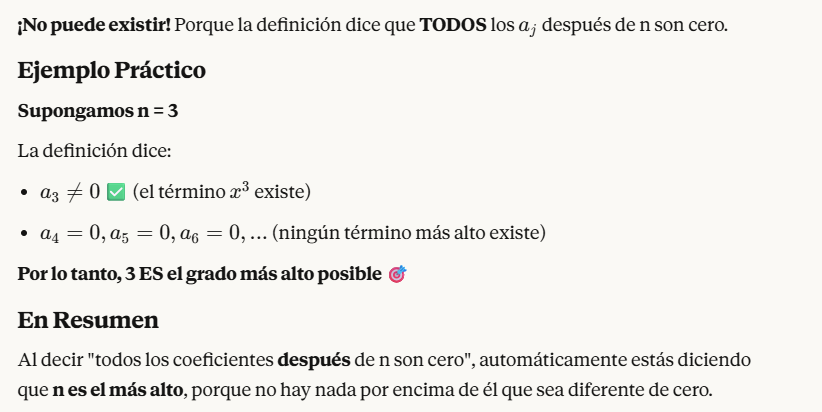 ¡No puede existir! Porque la definición dice que TODOS los a_j después de n son cero.
Ejemplo Práctico
Supongamos n = 3
La definición dice:
• a_3 ≠ 0 ✅ (el término x^3 existe)
• a_4 = 0, a_5 = 0, a_6 = 0, … (ningún término más alto existe)
Por lo tanto, 3 ES el grado más alto posible 🎯
En Resumen
Al decir "todos los coeficientes después de n son cero", automáticamente estás diciendo
que n es el más alto, porque no hay nada por encima de él que sea diferente de cero.